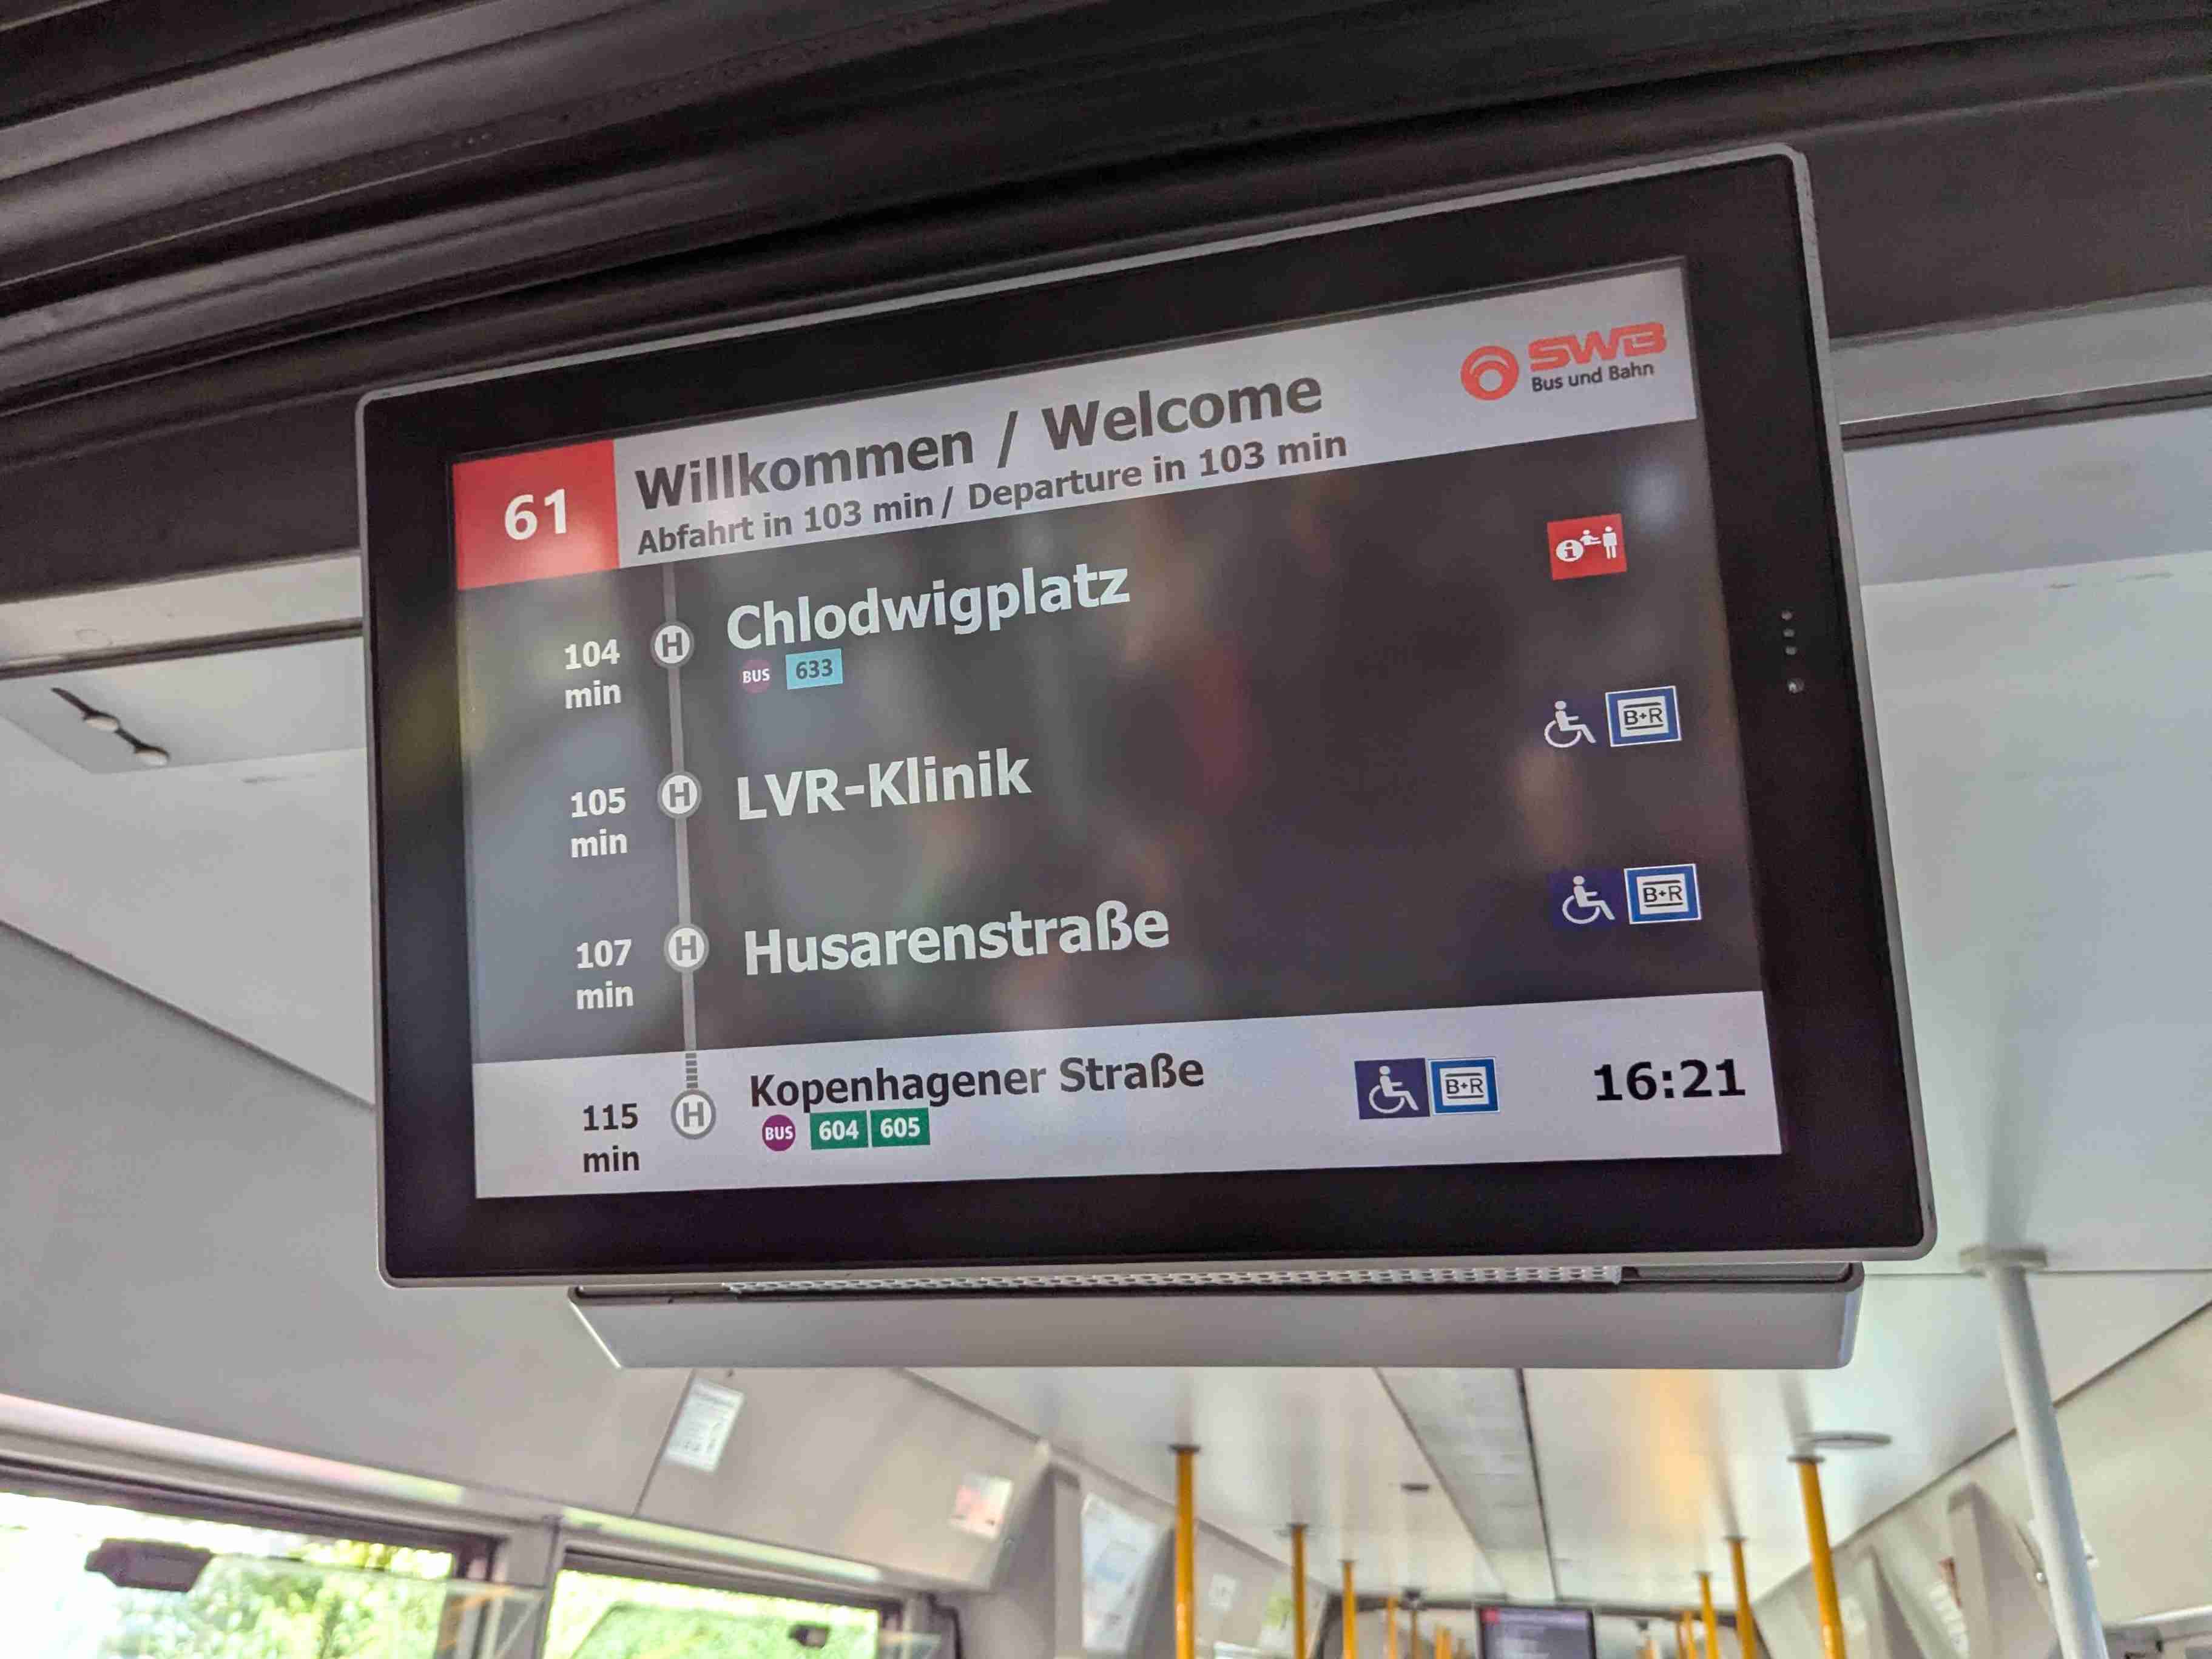 61
Willkommen / Welcome
Abfahrt in 103 min / Departure in 103 min
SWB
Bus und Bahn
104 min
H
Chlodwigplatz
BUS 633
105 min
H
LVR-Klinik
B+R
107 min
H
Husarenstraße
B+R
115 min
H
Kopenhagener Straße
BUS 604 605
B+R
16:21